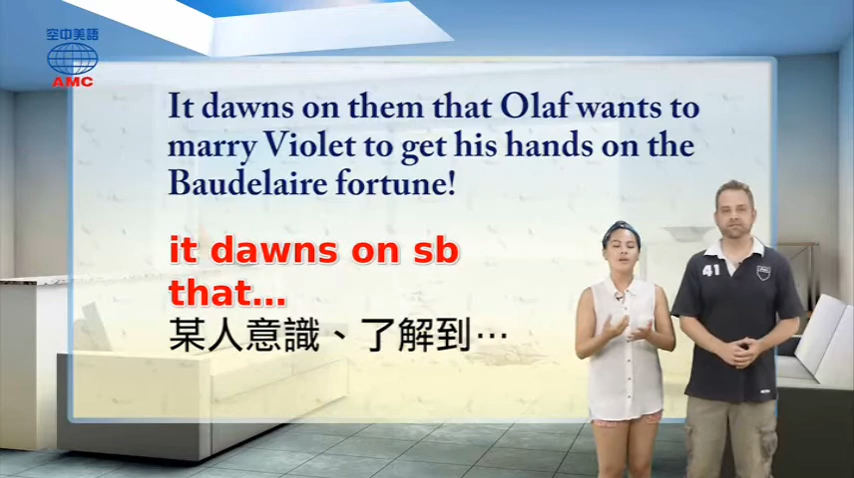 空中美語
AMC
It dawns on them that Olaf wants to
marry Violet to get his hands on the
Baudelaire fortune!
it dawns on sb
that...
某人意識、了解到…
41